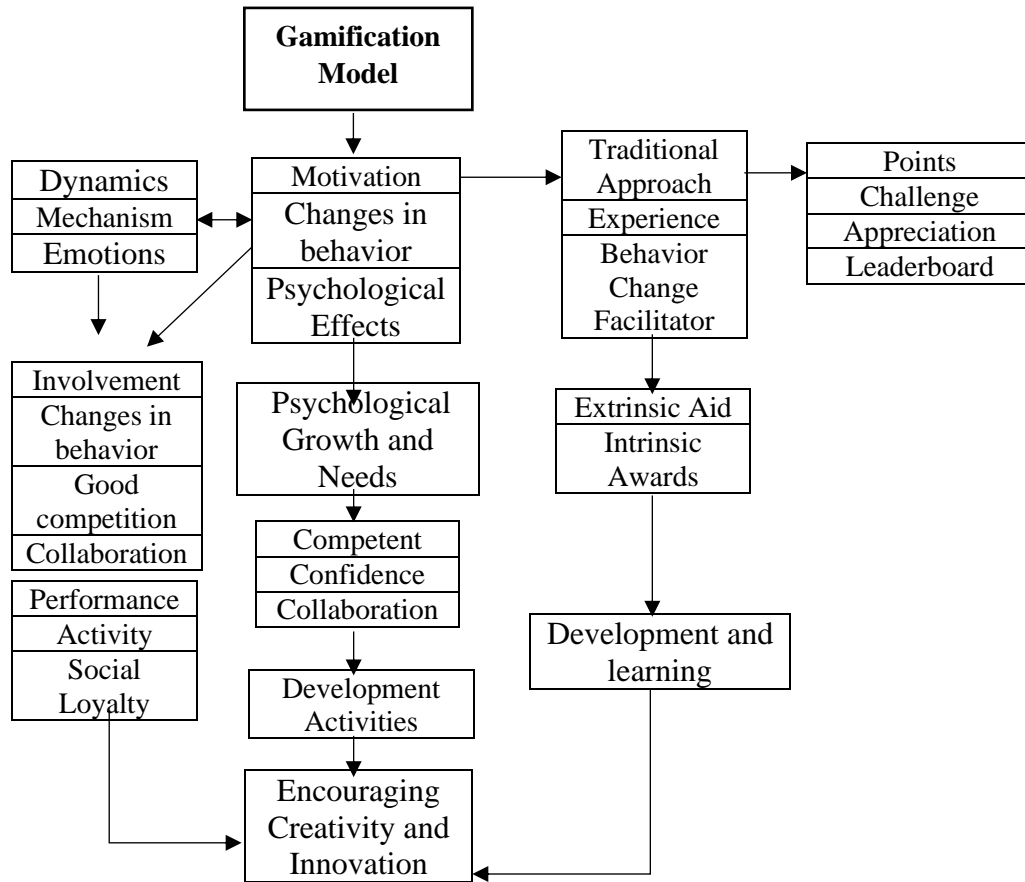 Gamification
Model
Dynamics
Mechanism
Emotions
Motivation
Changes in
behavior
Psychological
Effects
Traditional
Approach
Experience
Behavior
Change
Facilitator
Points
Challenge
Appreciation
Leaderboard
Involvement
Changes in
behavior
Good
competition
Collaboration
Psychological
Growth and
Needs
Extrinsic Aid
Intrinsic
Awards
Competent
Confidence
Collaboration
Performance
Activity
Social
Loyalty
Development and
learning
Development
Activities
Encouraging
Creativity and
Innovation